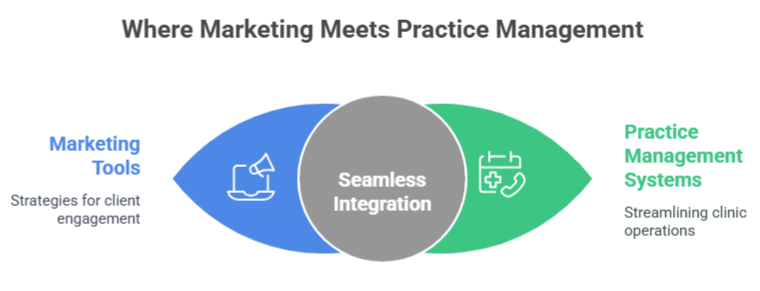 Where Marketing Meets Practice Management
Marketing
Tools
Strategies for client
engagement
Seamless
Integration
Practice
Management
Systems
Streamlining clinic
operations